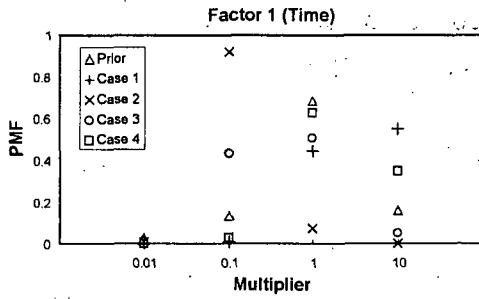 Factor 1 (Time)
1
0.8
0.6
0.4
0.2
0
PMF
Prior
Case 1
Case 2
Case 3
Case 4
0.01 0.1 1 10
Multiplier